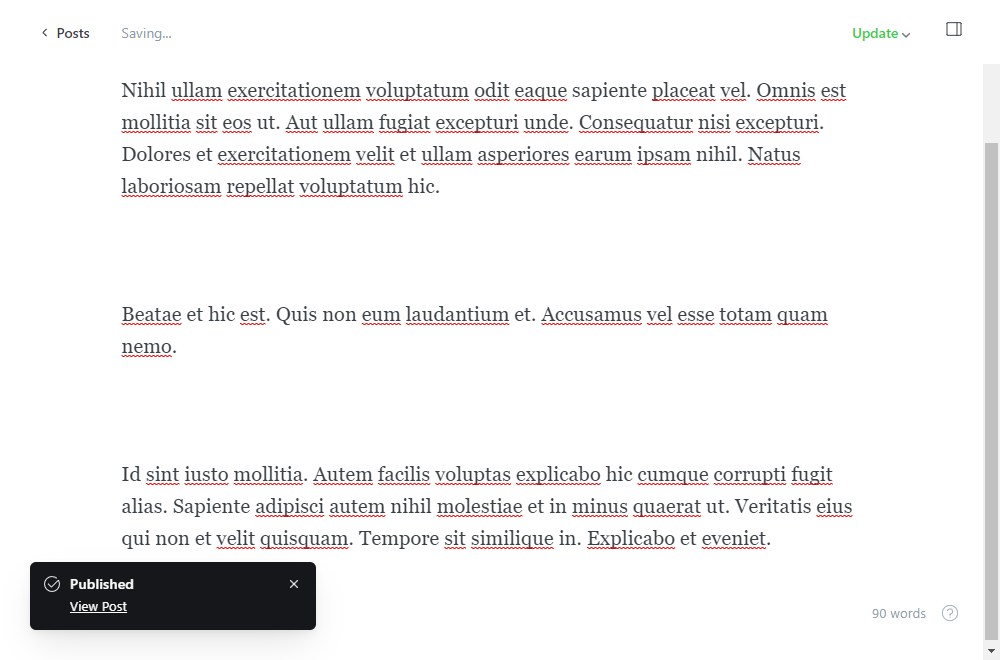 Posts
Saving...
Update
Nihil ullam exercitationem voluptatum odit eaque sapiente placeat vel. Omnis est
mollitia sit eos ut. Aut ullam fugiat excepturi unde. Consequatur nisi excepturi.
Dolores et exercitationem velit et ullam asperiores earum ipsam nihil. Natus
laboriosam repellat voluptatum hic.
Beatae et hic est. Quis non eum laudantium et. Accusamus vel esse totam quam
nemo.
Id sint iusto mollitia. Autem facilis voluptas explicabo hic cumque corrupti fugit
alias. Sapiente adipisci autem nihil molestiae et in minus quaerat ut. Veritatis eius
qui non et velit quisquam. Tempore sit similique in. Explicabo et eveniet.
Published
View Post
90 words